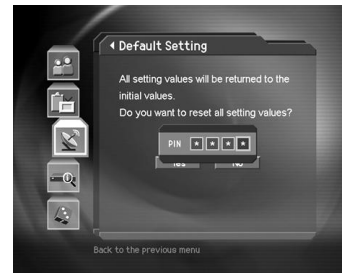 Default Setting
All setting values will be returned to the
initial values.
Do you want to reset all setting values?
PIN * * * *
Yes No
Back to the previous menu